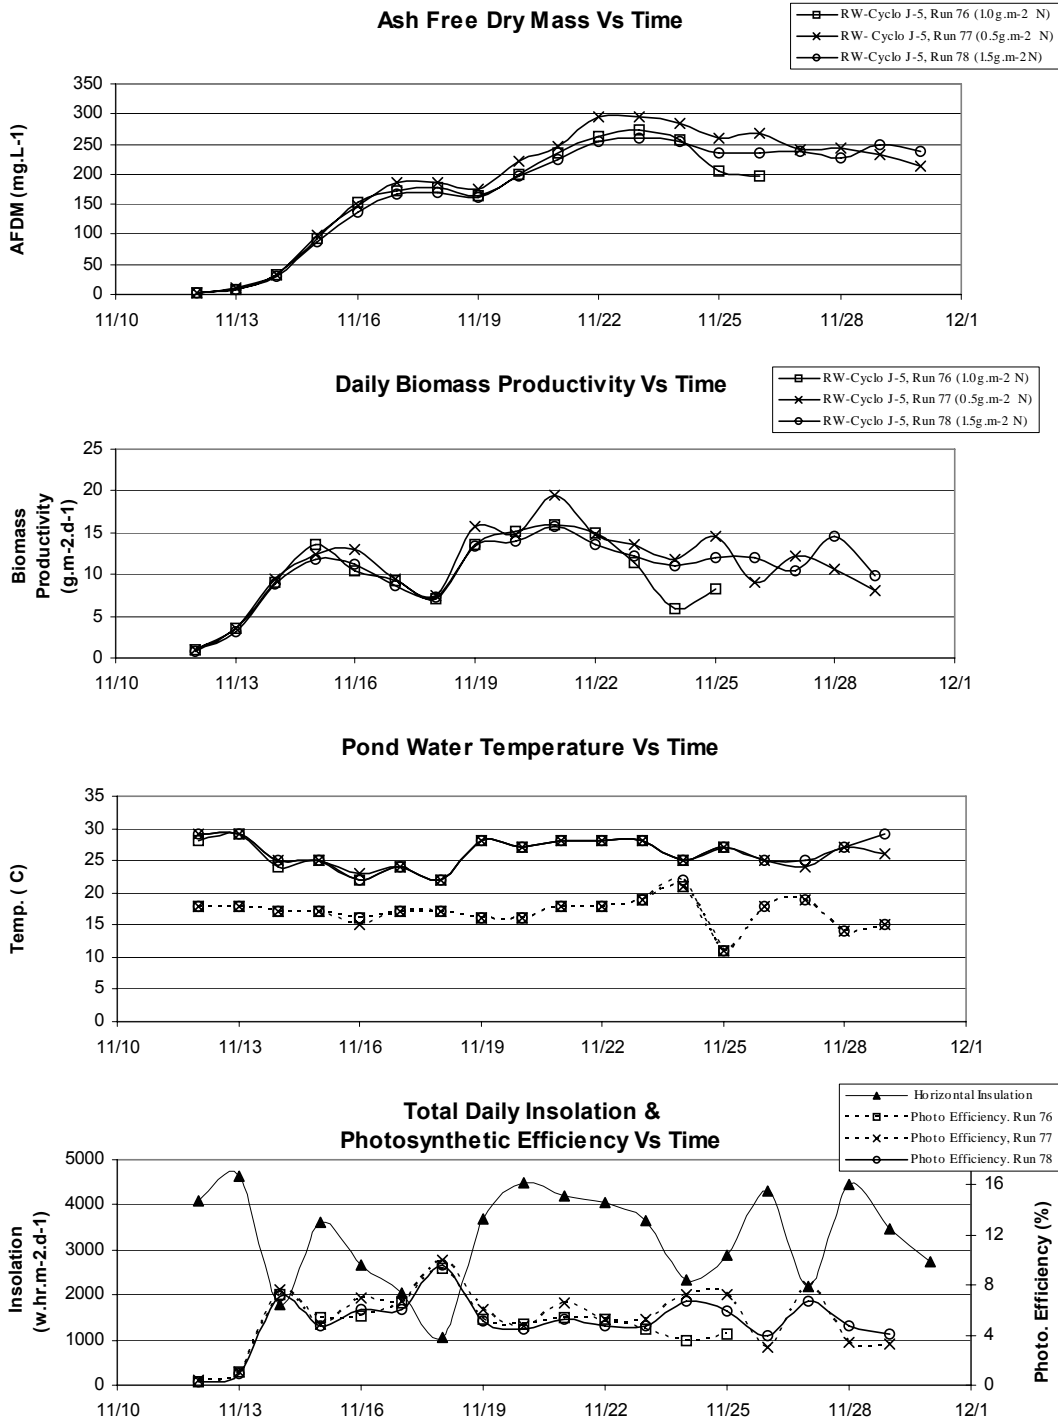 Ash Free Dry Mass Vs Time
RW-Cyclo J-5, Run 76 (1.0g.m-2 N)
RW- Cyclo J-5, Run 77 (0.5g.m-2 N)
RW-Cyclo J-5, Run 78 (1.5g.m-2N)
AFDM (mg.L-1)
350
300
250
200
150
100
50
0
11/10 11/13 11/16 11/19 11/22 11/25 11/28 12/1
Daily Biomass Productivity Vs Time
RW-Cyclo J-5, Run 76 (1.0g.m-2 N)
RW-Cyclo J-5, Run 77 (0.5g.m-2 N)
RW-Cyclo J-5, Run 78 (1.5g.m-2 N)
Biomass
Productivity
(g.m-2.d-1)
25
20
15
10
5
0
11/10 11/13 11/16 11/19 11/22 11/25 11/28 12/1
Pond Water Temperature Vs Time
Temp. ( C)
35
30
25
20
15
10
5
0
11/10 11/13 11/16 11/19 11/22 11/25 11/28 12/1
Total Daily Insolation &
Photosynthetic Efficiency Vs Time
Horizontal Insulation
Photo Efficiency. Run 76
Photo Efficiency, Run 77
Photo Efficiency. Run 78
Insolation
(w.hr.m-2.d-1)
5000
4000
3000
2000
1000
0
16
12
8
4
0
Photo. Efficiency (%)
11/10 11/13 11/16 11/19 11/22 11/25 11/28 12/1